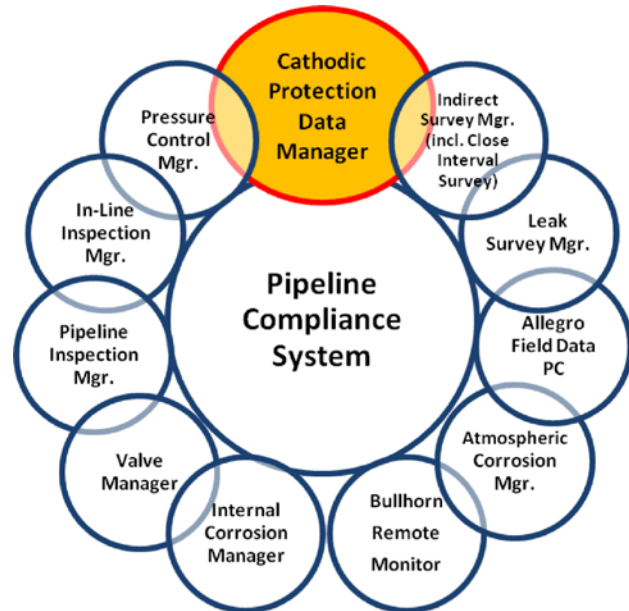 Cathodic
Protection
Data
Manager
Indirect
Survey Mgr.
(incl. Close
Interval
Survey)
Leak
Survey Mgr.
Allegro
Field Data
PC
Atmospheric
Corrosion
Mgr.
Bullhorn
Remote
Monitor
Internal
Corrosion
Manager
Valve
Manager
Pipeline
Inspection
Mgr.
In-Line
Inspection
Mgr.
Pressure
Control
Mgr.
Pipeline
Compliance
System